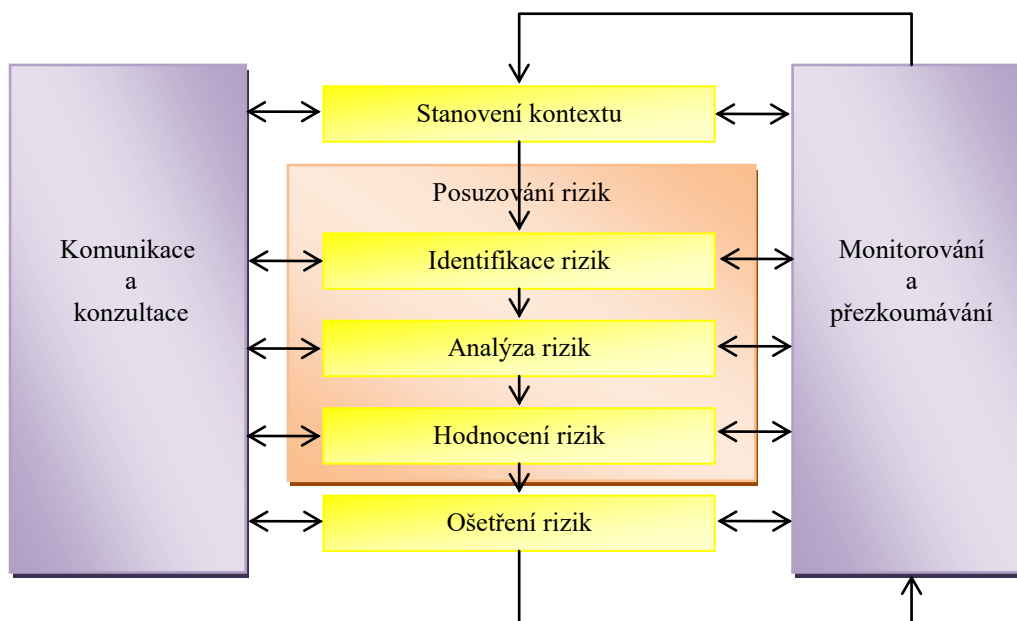 Stanovení kontextu
Posuzování rizik
Komunikace
a
konzultace
Identifikace rizik
Monitorování
a
přezkoumávání
Analýza rizik
Hodnocení rizik
Ošetření rizik